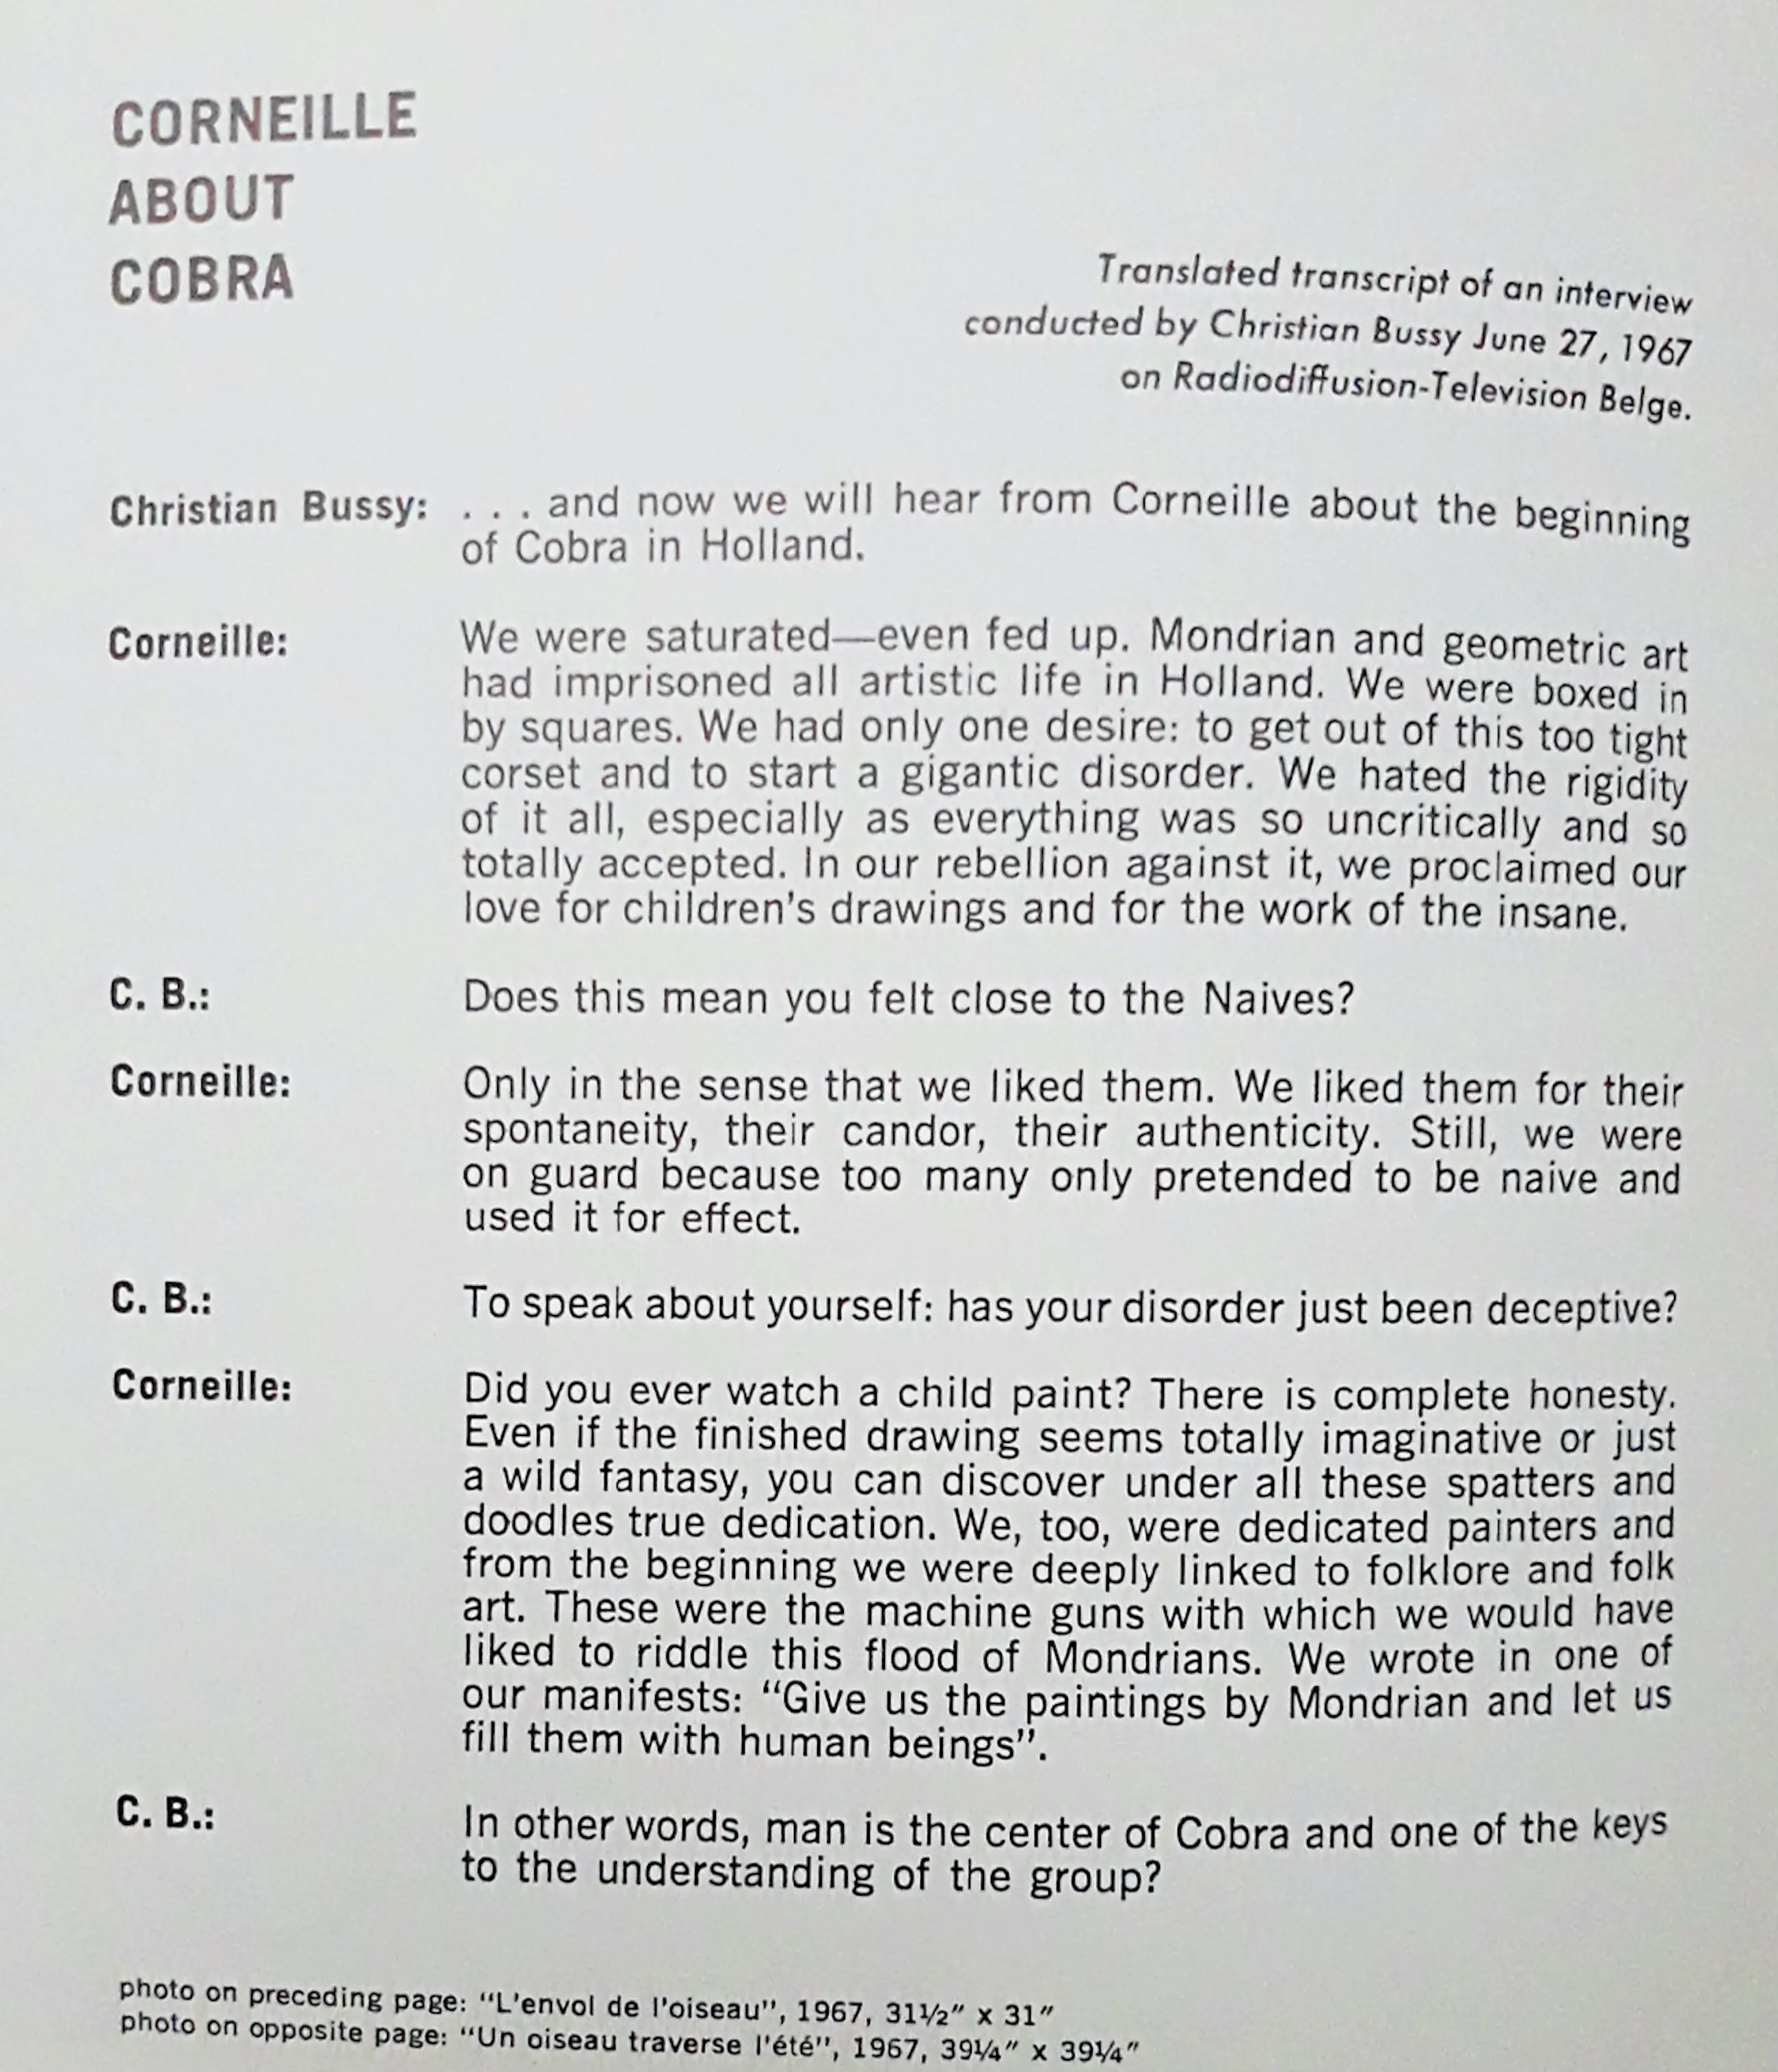 CORNEILLE
ABOUT
COBRA
Translated transcript of an interview
conducted by Christian Bussy June 27, 1967
on Radiodiffusion-Television Belge.
Christian Bussy: . . . and now we will hear from Corneille about the beginning
of Cobra in Holland.
Corneille: We were saturated—even fed up. Mondrian and geometric art
had imprisoned all artistic life in Holland. We were boxed in
by squares. We had only one desire: to get out of this too tight
corset and to start a gigantic disorder. We hated the rigidity
of it all, especially as everything was so uncritically and so
totally accepted. In our rebellion against it, we proclaimed our
love for children's drawings and for the work of the insane.
C. B.: Does this mean you felt close to the Naives?
Corneille: Only in the sense that we liked them. We liked them for their
spontaneity, their candor, their authenticity. Still, we were
on guard because too many only pretended to be naive and
used it for effect.
C. B.: To speak about yourself: has your disorder just been deceptive?
Corneille: Did you ever watch a child paint? There is complete honesty.
Even if the finished drawing seems totally imaginative or just
a wild fantasy, you can discover under all these spatters and
doodles true dedication. We, too, were dedicated painters and
from the beginning we were deeply linked to folklore and folk
art. These were the machine guns with which we would have
liked to riddle this flood of Mondrians. We wrote in one of
our manifests: “Give us the paintings by Mondrian and let us
fill them with human beings”.
C. B.: In other words, man is the center of Cobra and one of the keys
to the understanding of the group?
photo on preceding page: “L'envol de l'oiseau”, 1967, 31½″ x 31″
photo on opposite page: “Un oiseau traverse l'été”, 1967, 39¼″ x 39¼″